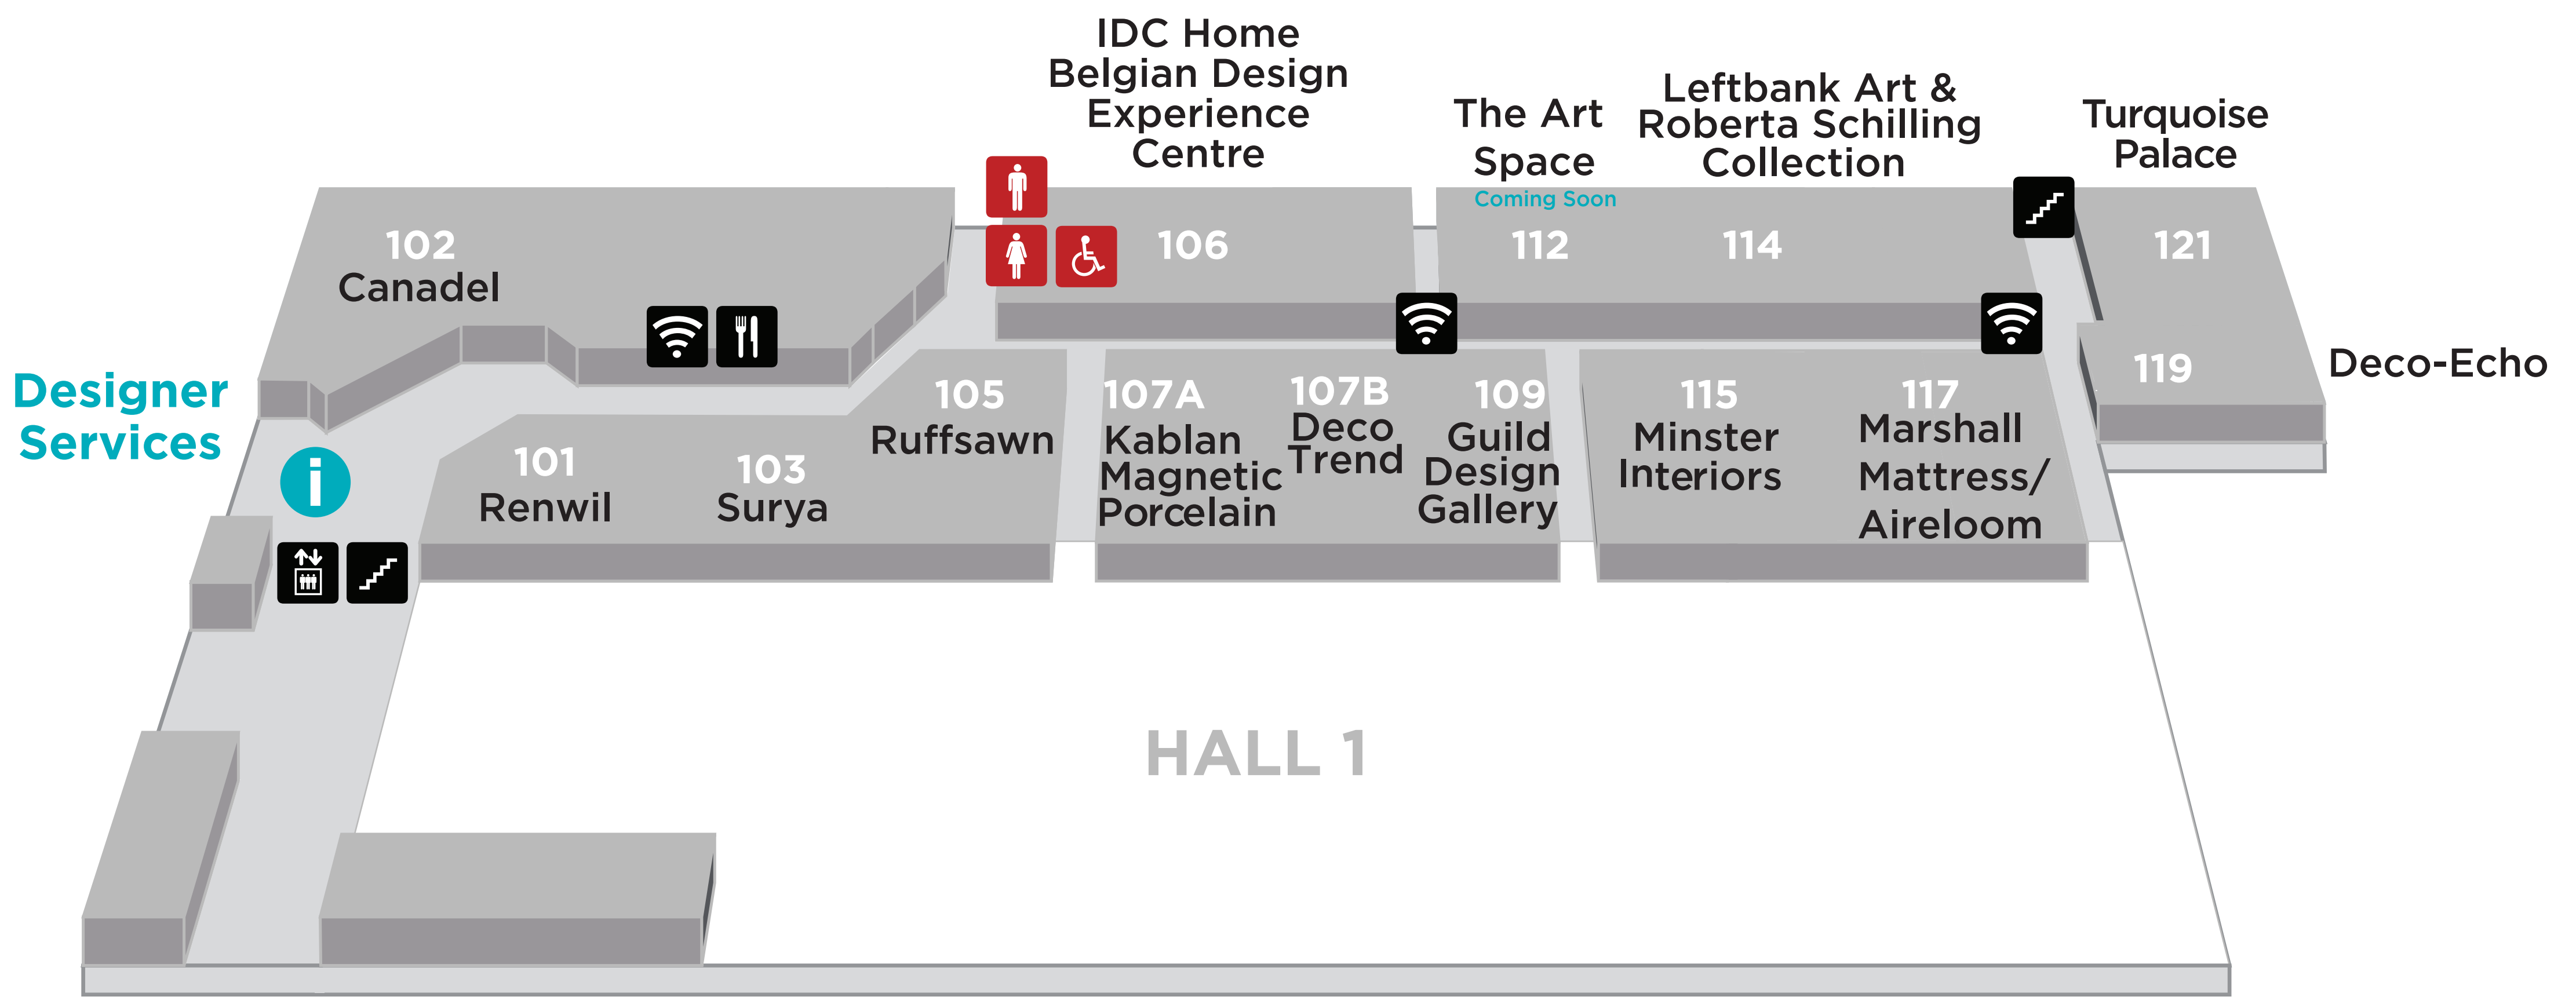 IDC Home
Belgian Design
Experience
Centre
The Art
Space
Coming Soon
Leftbank Art &
Roberta Schilling
Collection
Turquoise
Palace
102
Canadel
106
112
114
121
119
Deco-Echo
Designer
Services
i
101
Renwil
103
Surya
105
Ruffsawn
107A
Kablan
Magnetic
Porcelain
107B
Deco
Trend
109
Guild
Design
Gallery
115
Minster
Interiors
117
Marshall
Mattress/
Aireloom
HALL 1